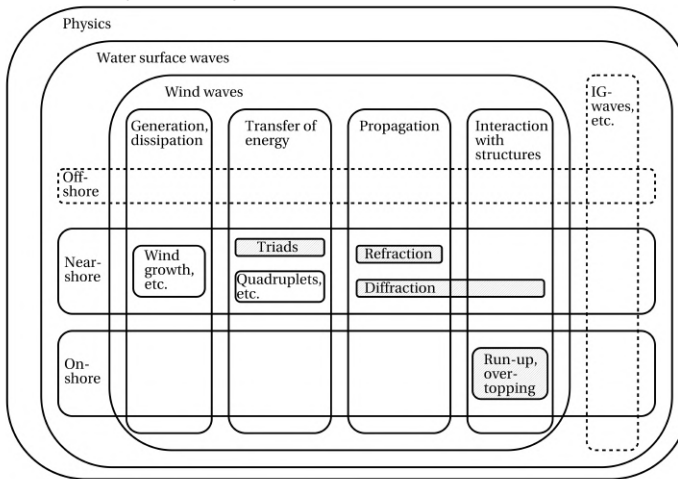 Physics
Water surface waves
Wind waves
IG-
waves,
etc.
Generation,
dissipation
Transfer of
energy
Propagation
Interaction
with
structures
Off-
shore
Near-
shore
Wind
growth,
etc.
Triads
Quadruplets,
etc.
Refraction
Diffraction
On-
shore
Run-up,
over-
topping